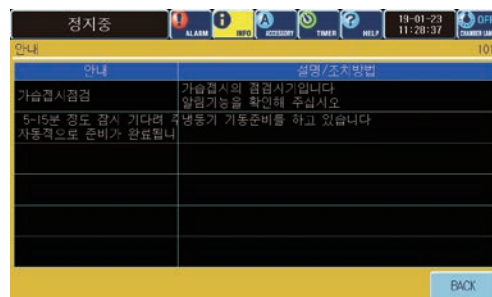 정지중
ALARM
INFO
ACCESSORY
TIMER
HELP
19-01-23
11:28:37
OFF
CHAMBER LAMP
안내
101
안내
설명/조치방법
가습접시점검
가습접시의 점검시기입니다
알림기능을 확인해 주십시오
5-15분 정도 잠시 기다려 주
자동적으로 준비가 완료됩니
냉동기 기동준비를 하고 있습니다
BACK